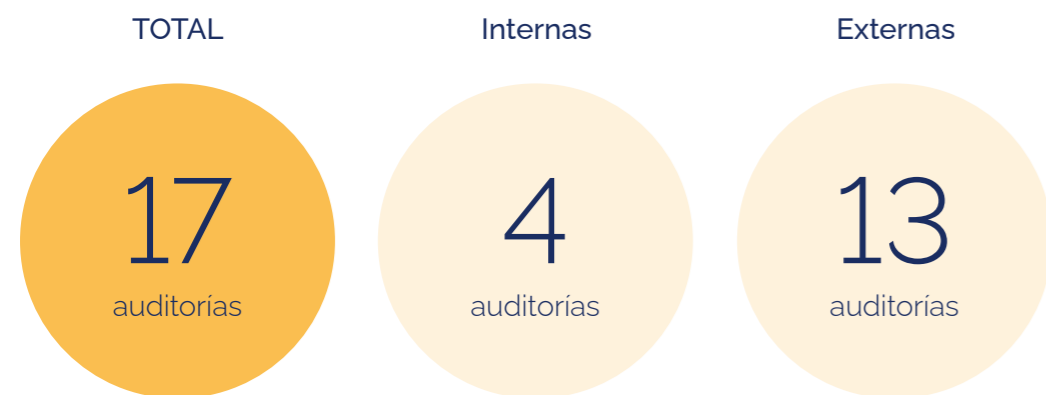 TOTAL
Internas
Externas
17
auditorías
4
auditorías
13
auditorías